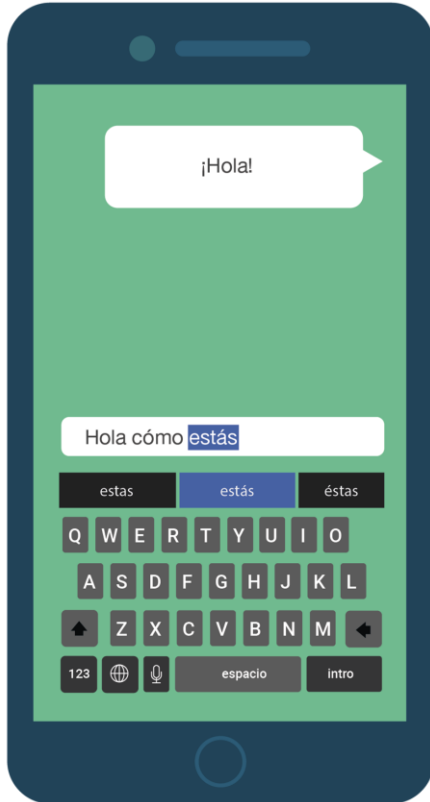 ¡Hola!
Hola cómo estás
estas estás éstas
Q W E R T Y U I O
A S D F G H J K L
Z X C V B N M
123 espacio intro